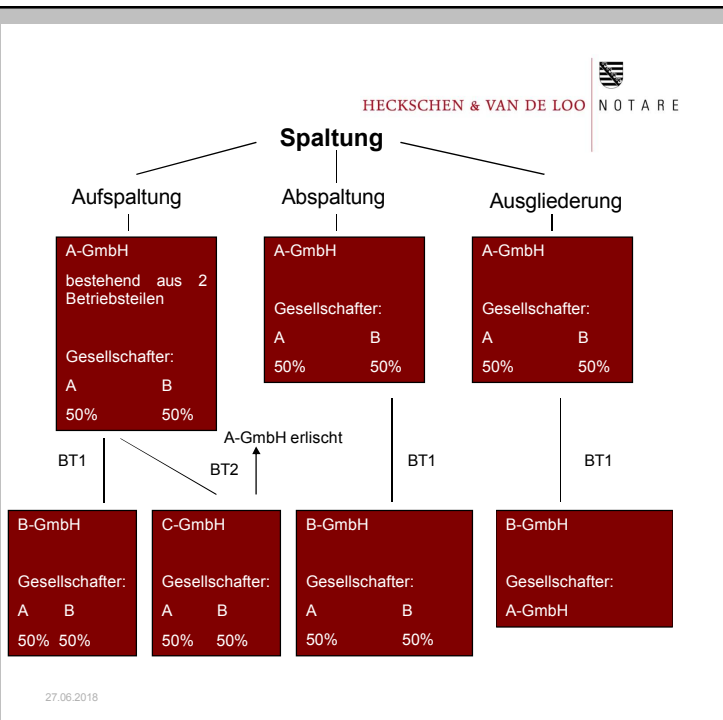 HECKSCHEN & VAN DE LOO NOTARE
Spaltung
Aufspaltung
Abspaltung
Ausgliederung
A-GmbH
bestehend aus 2
Betriebsteilen
Gesellschafter:
A B
50% 50%
A-GmbH
Gesellschafter:
A B
50% 50%
A-GmbH
Gesellschafter:
A B
50% 50%
A-GmbH erlischt
BT1
BT2
BT1
BT1
B-GmbH
Gesellschafter:
A B
50% 50%
C-GmbH
Gesellschafter:
A B
50% 50%
B-GmbH
Gesellschafter:
A B
50% 50%
B-GmbH
Gesellschafter:
A-GmbH
27.06.2018